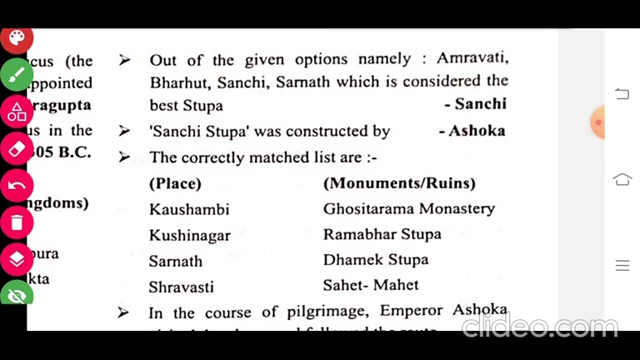 cus (the
appointed
ragupta
us in the
305 B.C.
ngdoms)
pura
kta
➢ Out of the given options namely : Amravati,
Bharhut, Sanchi, Sarnath which is considered the
best Stupa - Sanchi
➢ 'Sanchi Stupa' was constructed by - Ashoka
➢ The correctly matched list are :-
(Place) (Monuments/Ruins)
Kaushambi Ghositarama Monastery
Kushinagar Ramabhar Stupa
Sarnath Dhamek Stupa
Shravasti Sahet- Mahet
➢ In the course of pilgrimage, Emperor Ashoka
clideo.com